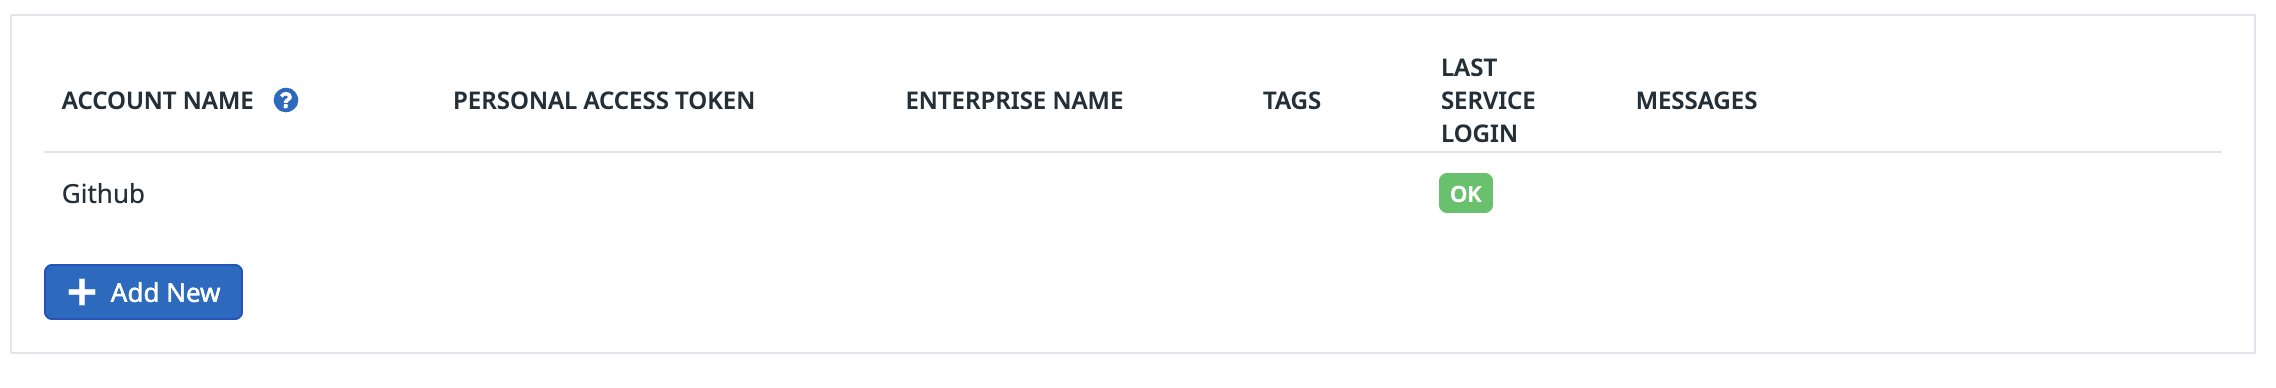 ACCOUNT NAME ? PERSONAL ACCESS TOKEN ENTERPRISE NAME TAGS LAST SERVICE LOGIN MESSAGES
Github OK
Add New